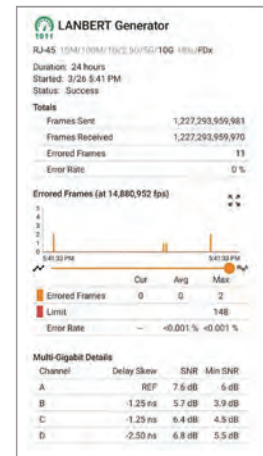 LANBERT Generator
1011
RJ-45 10M/100M/1G/2.5G/5G/10G HDx/FDx
Duration: 24 hours
Started: 3/26 5:41 PM
Status: Success
Totals
Frames Sent 1,227,293,959,981
Frames Received 1,227,293,959,970
Errored Frames 11
Error Rate 0 %
Errored Frames (at 14,880,952 fps)
5
4
3
2
1
5:41:33 PM 5:41:33 PM
Cur Avg Max
Errored Frames 0 0 2
Limit 148
Error Rate -- <0.001 % <0.001 %
Multi-Gigabit Details
Channel Delay Skew SNR Min SNR
A REF 7.6 dB 6 dB
B -1.25 ns 5.7 dB 3.9 dB
C -1.25 ns 6.4 dB 4.5 dB
D -2.50 ns 6.8 dB 5.5 dB